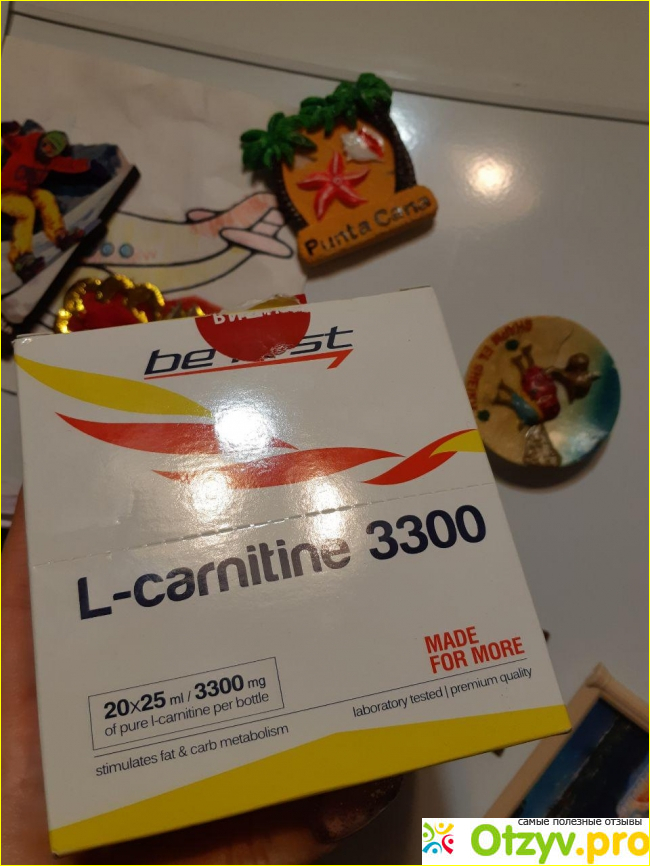 Punta Cana
be
st
L-carnitine 3300
MADE
FOR MORE
20x25 ml / 3300 mg
of pure l-carnitine per bottle
laboratory tested | premium quality
stimulates fat & carb metabolism
самые полезные отзывы
Otzyv.pro